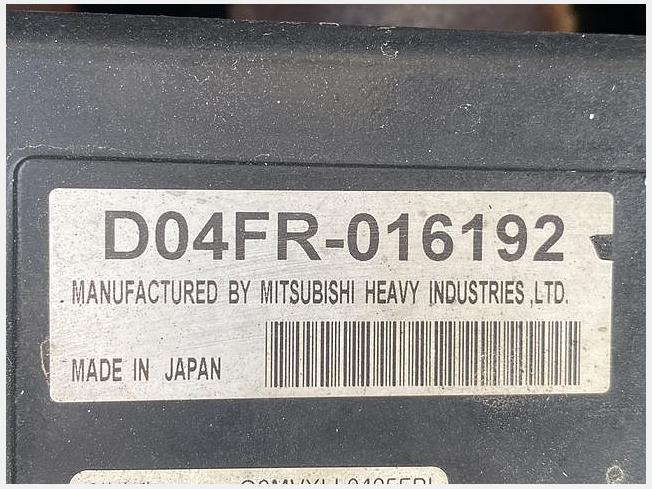 D04FR-016192
MANUFACTURED BY MITSUBISHI HEAVY INDUSTRIES ,LTD.
MADE IN JAPAN